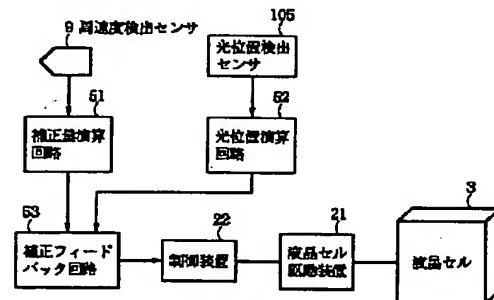 9 角速度検出センサ
105
光位置検出
センサ
51
補正量演算
回路
52
光位置演算
回路
53
補正フィード
バック回路
22
制御装置
21
液晶セル
駆動装置
3
液晶セル